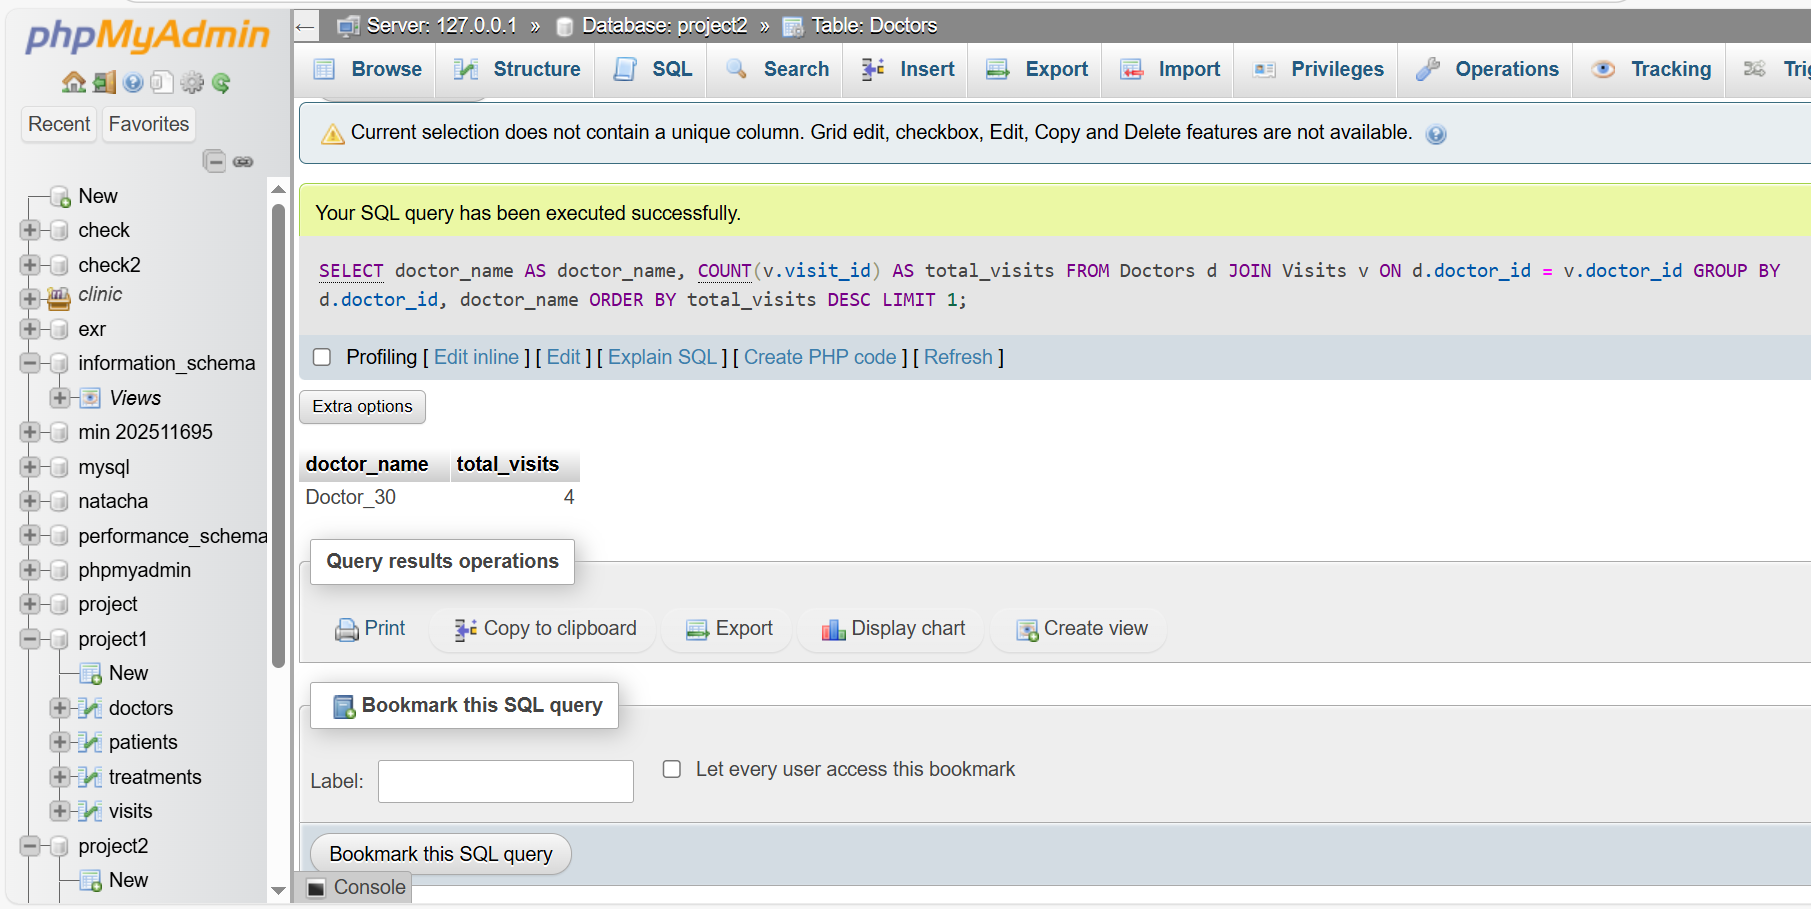 phpMyAdmin
Recent Favorites
New
check
check2
clinic
exr
information_schema
Views
min 202511695
mysql
natacha
performance_schema
phpmyadmin
project
project1
New
doctors
patients
treatments
visits
project2
New
Server: 127.0.0.1 » Database: project2 » Table: Doctors
Browse Structure SQL Search Insert Export Import Privileges Operations Tracking
Current selection does not contain a unique column. Grid edit, checkbox, Edit, Copy and Delete features are not available.
Your SQL query has been executed successfully.
SELECT doctor_name AS doctor_name, COUNT(v.visit_id) AS total_visits FROM Doctors d JOIN Visits v ON d.doctor_id = v.doctor_id GROUP BY
d.doctor_id, doctor_name ORDER BY total_visits DESC LIMIT 1;
Profiling [ Edit inline ] [ Edit ] [ Explain SQL ] [ Create PHP code ] [ Refresh ]
Extra options
doctor_name total_visits
Doctor_30 4
Query results operations
Print Copy to clipboard Export Display chart Create view
Bookmark this SQL query
Label: Let every user access this bookmark
Bookmark this SQL query
Console